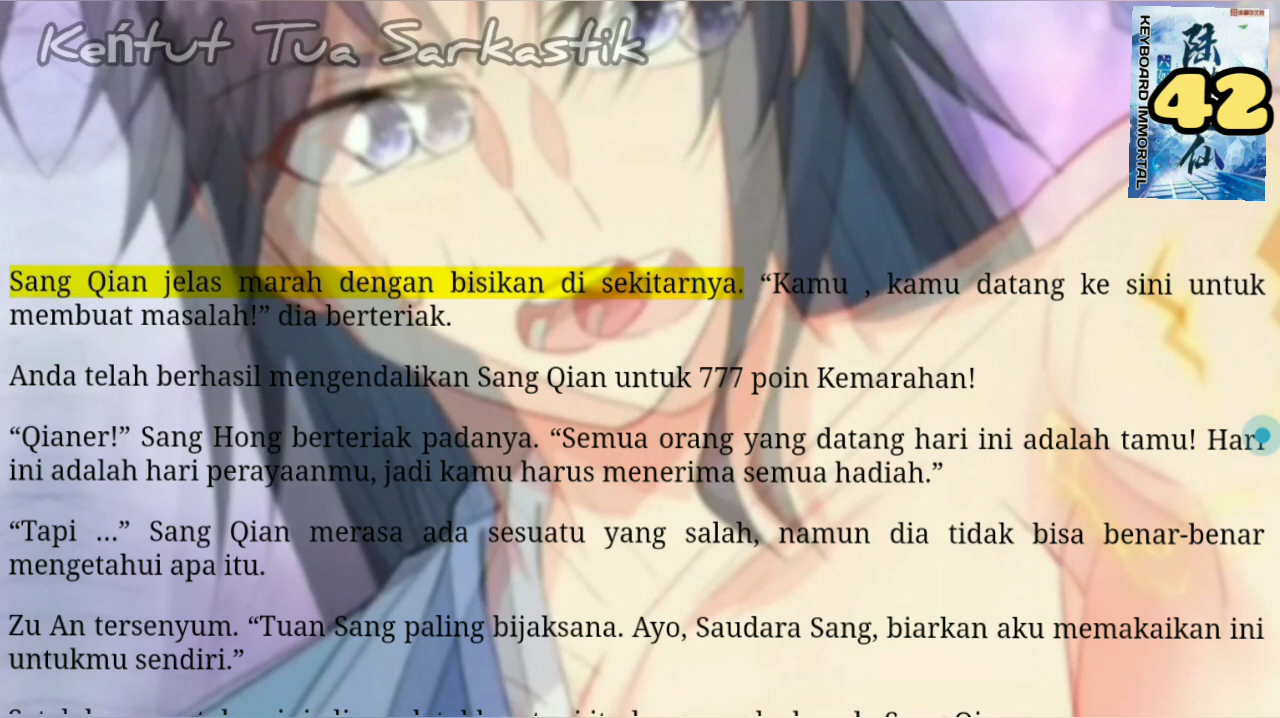 Keńtut Tua Sarkastik
KEYBOARD IMMORTAL
42
Sang Qian jelas marah dengan bisikan di sekitarnya. “Kamu , kamu datang ke sini untuk
membuat masalah!” dia berteriak.
Anda telah berhasil mengendalikan Sang Qian untuk 777 poin Kemarahan!
“Qianer!” Sang Hong berteriak padanya. “Semua orang yang datang hari ini adalah tamu! Hari
ini adalah hari perayaanmu, jadi kamu harus menerima semua hadiah.”
“Tapi …” Sang Qian merasa ada sesuatu yang salah, namun dia tidak bisa benar-benar
mengetahui apa itu.
Zu An tersenyum. “Tuan Sang paling bijaksana. Ayo, Saudara Sang, biarkan aku memakaikan ini
untukmu sendiri.”